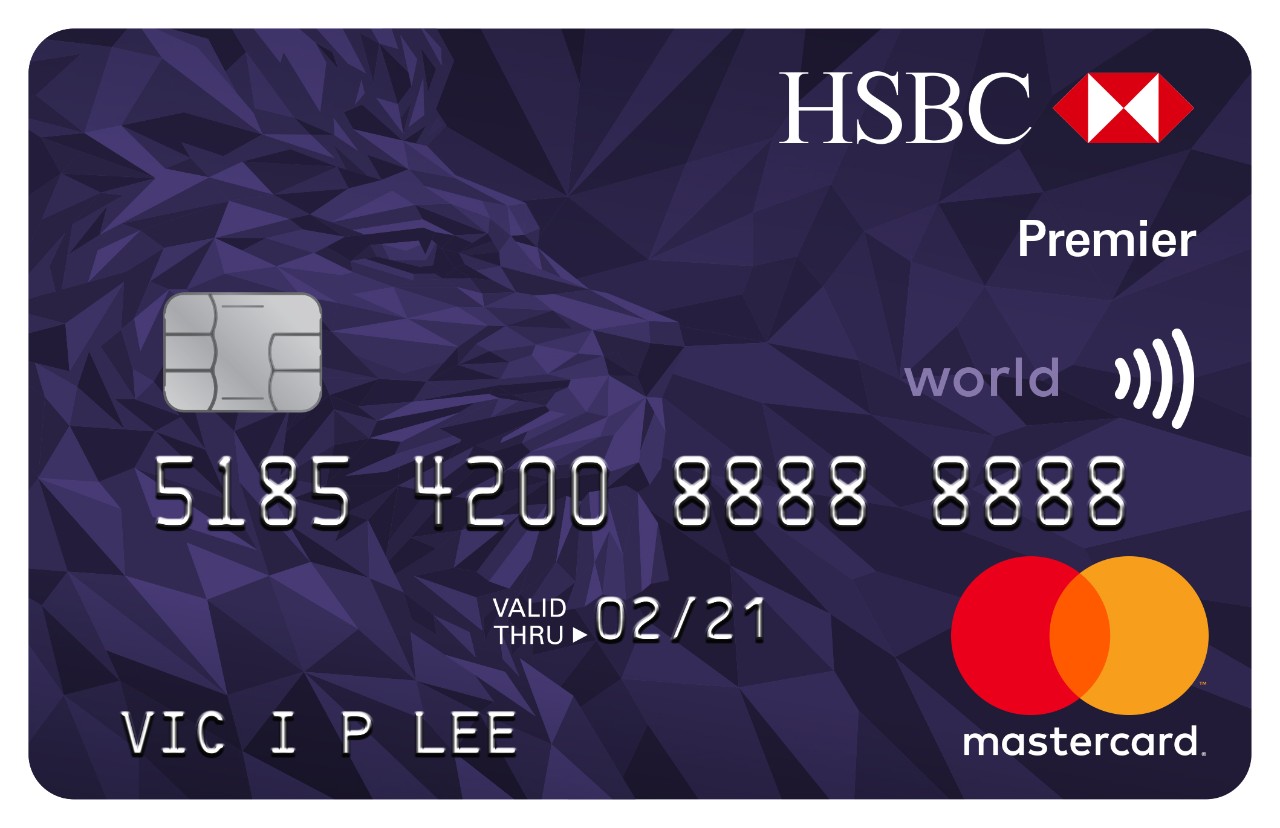 HSBC
Premier
world
5185 4200 8888 8888
VALID
THRU ▶ 02/21
VIC I P LEE
mastercard.